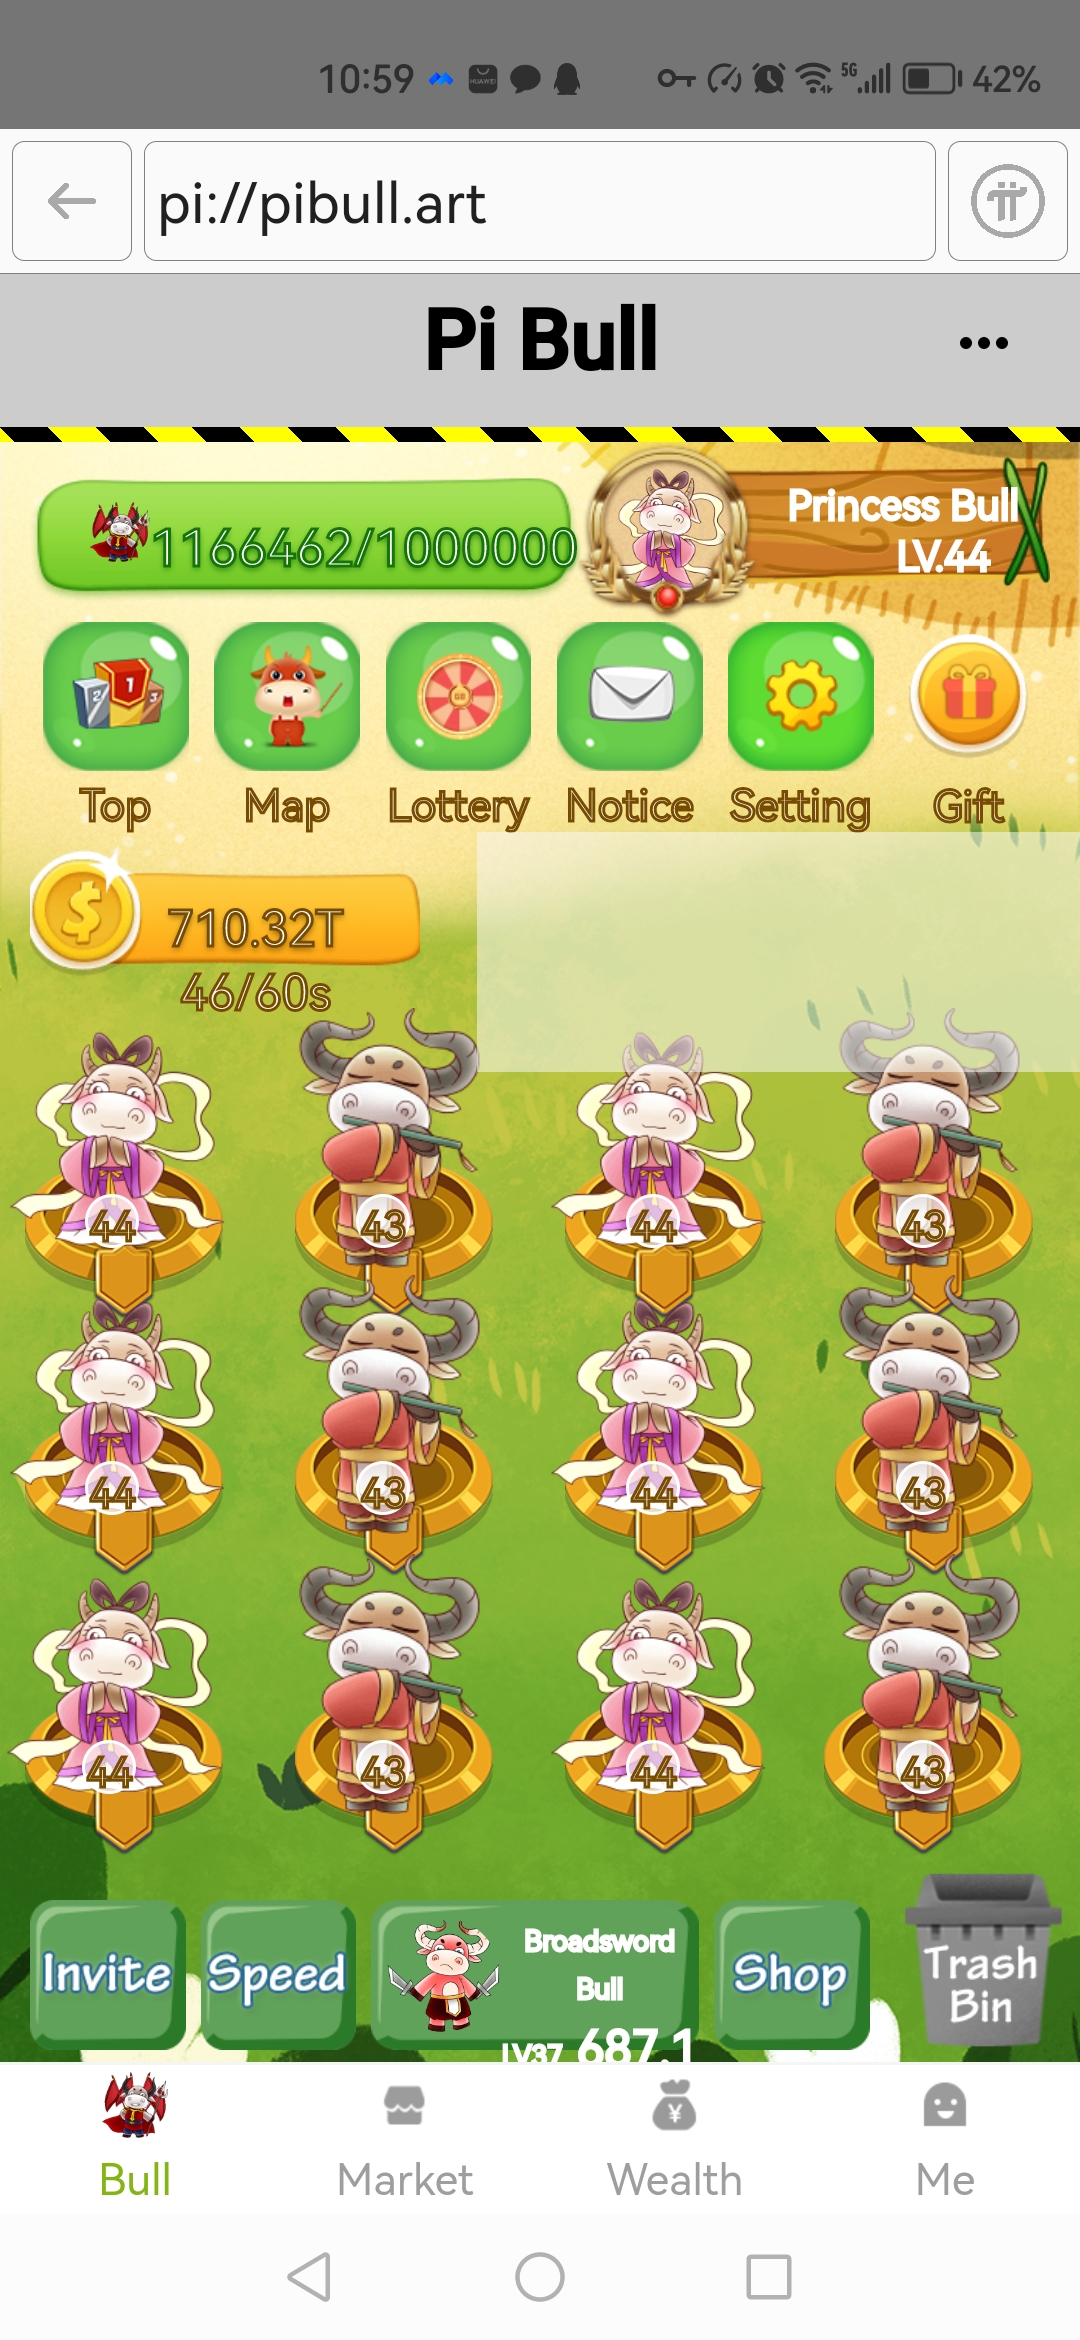 10:59 HUAWEI 5G 42%
pi://pibull.art
Pi Bull
1166462/1000000
Princess Bull
LV.44
Top Map Lottery Notice Setting Gift
710.32T
46/60s
44 43 44 43
44 43 44 43
44 43 44 43
Invite Speed Broadsword Bull Shop Trash Bin
LV37 687.1
Bull Market Wealth Me